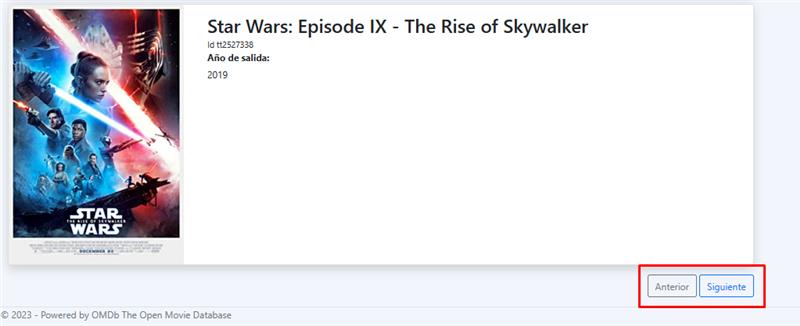 Star Wars: Episode IX - The Rise of Skywalker
Id tt2527338
Año de salida:
2019
STAR
THE RISE OF SKYWALKER
WARS
DECEMBER 20
Anterior
Siguiente
© 2023 - Powered by OMDb The Open Movie Database